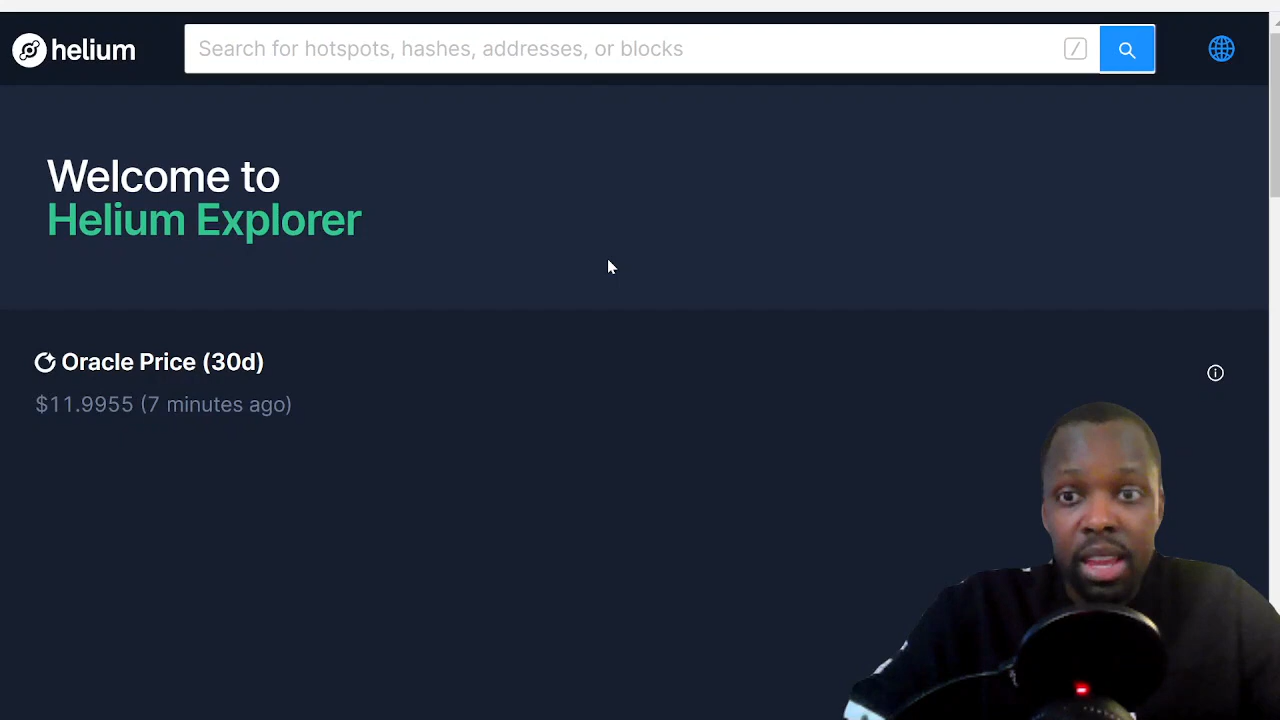 helium
Search for hotspots, hashes, addresses, or blocks
/
Welcome to
Helium Explorer
Oracle Price (30d)
$11.9955 (7 minutes ago)